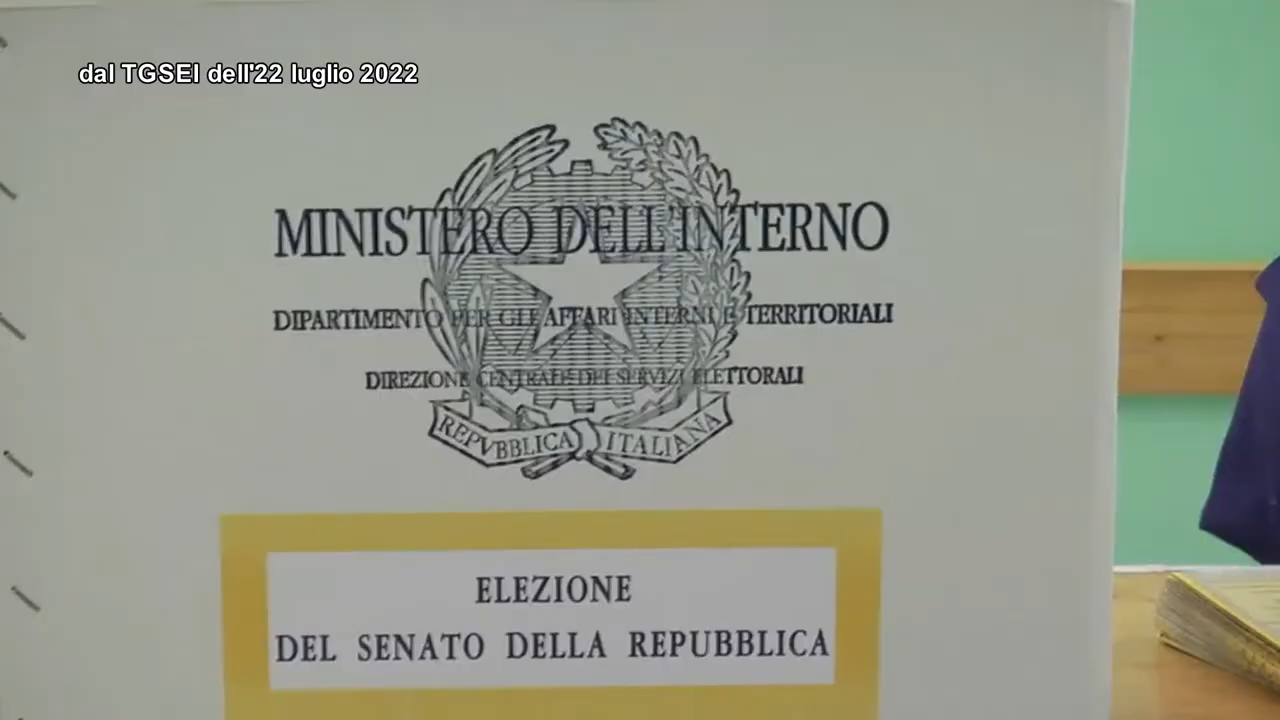 dal TGSEI dell'22 luglio 2022
MINISTERO DELL'INTERNO
DIPARTIMENTO PER GLI AFFARI INTERNI E TERRITORIALI
DIREZIONE CENTRALE DEI SERVIZI ELETTORALI
REPVBBLICA ITALIANA
ELEZIONE
DEL SENATO DELLA REPUBBLICA